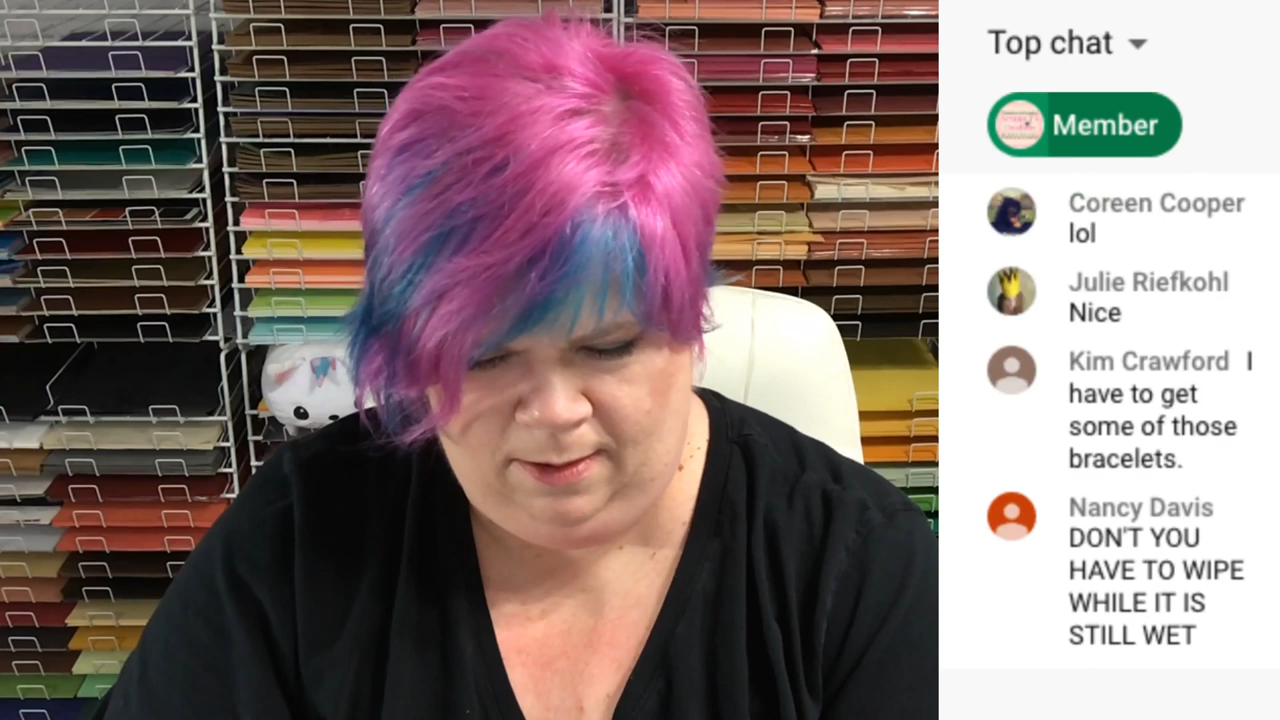 Top chat
Member
Coreen Cooper
lol
Julie Riefkohl
Nice
Kim Crawford I
have to get
some of those
bracelets.
Nancy Davis
DON'T YOU
HAVE TO WIPE
WHILE IT IS
STILL WET